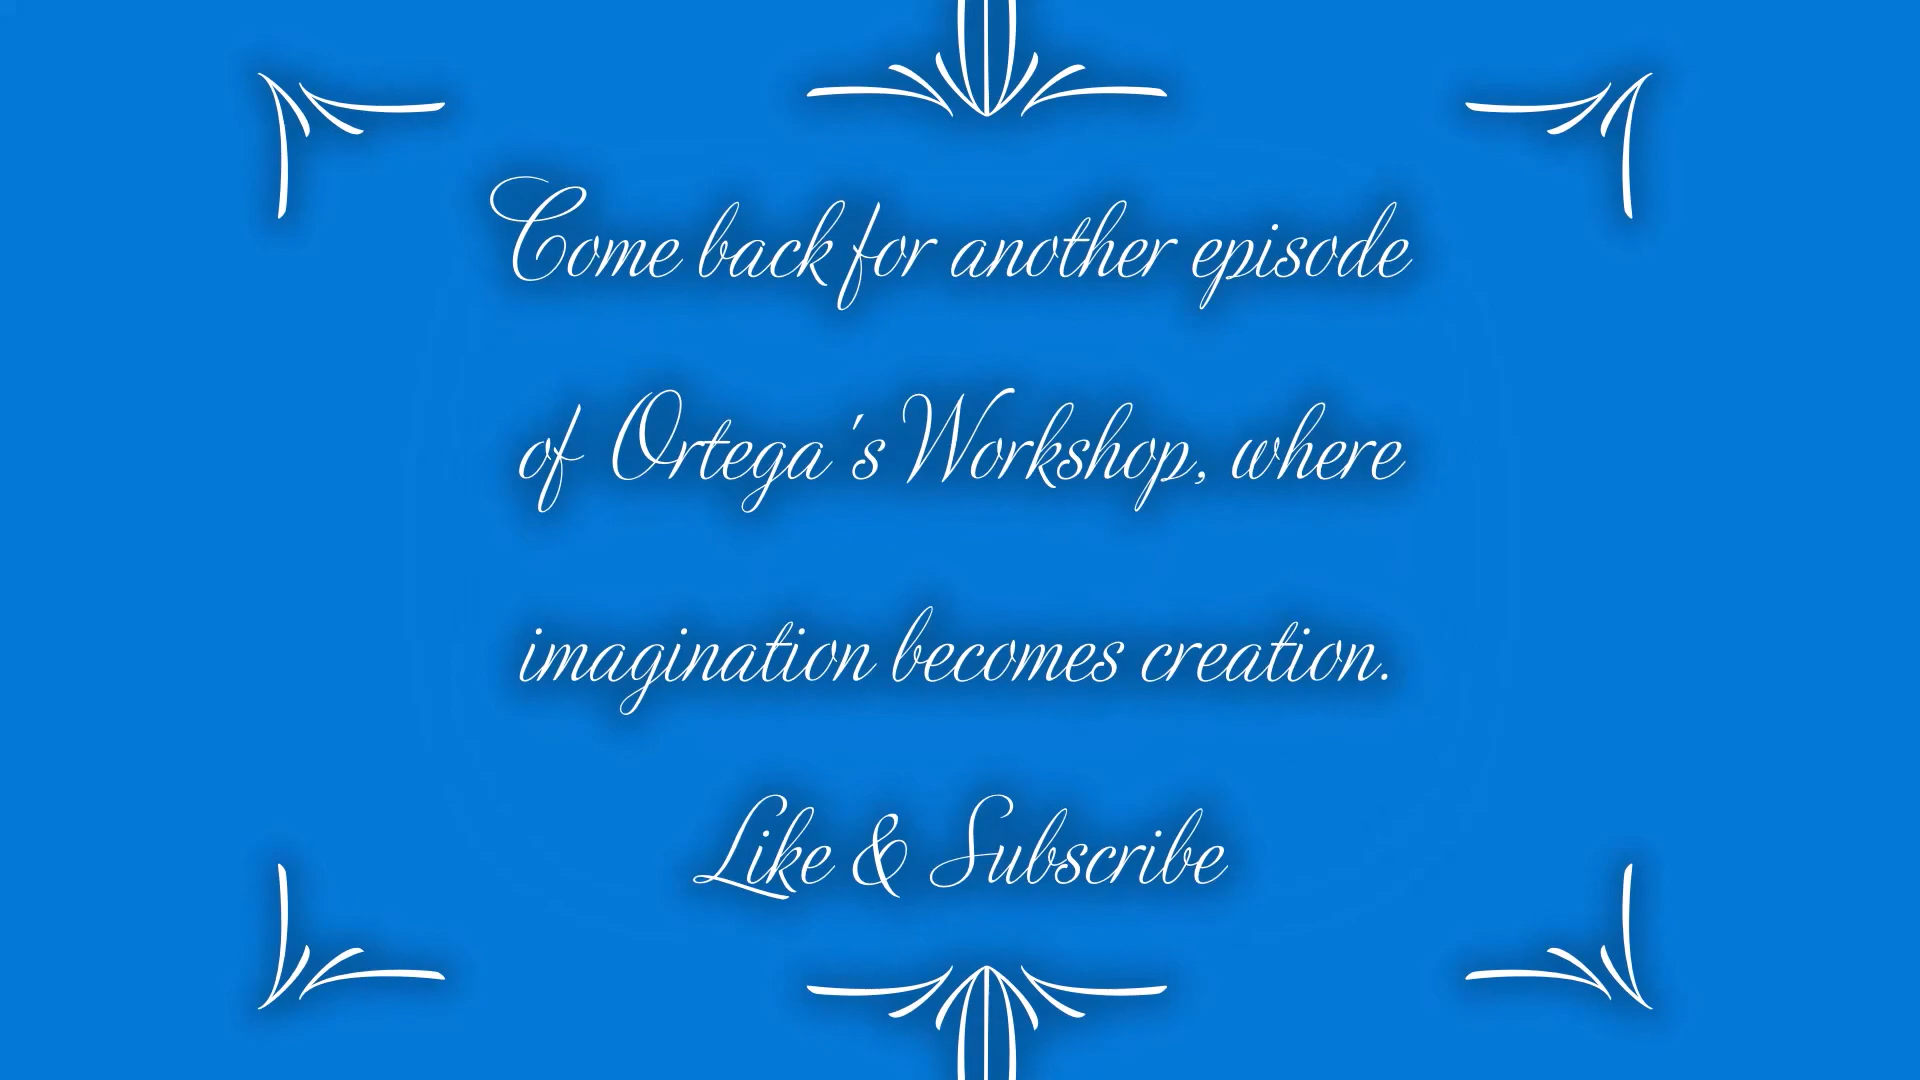 Come back for another episode
of Ortega's Workshop, where
imagination becomes creation.
Like & Subscribe